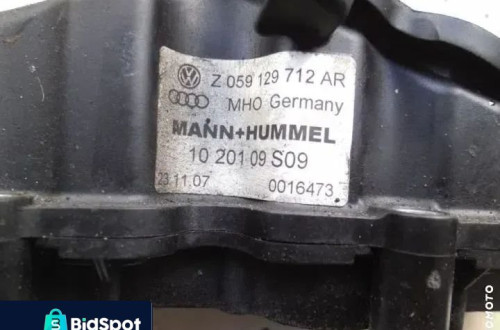 Z 059 129 712 AR
MHO Germany
MANN+HUMMEL
10 201 09 S09
23.11.07 0016473
BidSpot